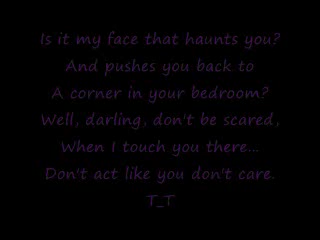 Is it my face that haunts you?
And pushes you back to
A corner in your bedroom?
Well, darling, don't be scared,
When I touch you there...
Don't act like you don't care.
T_T